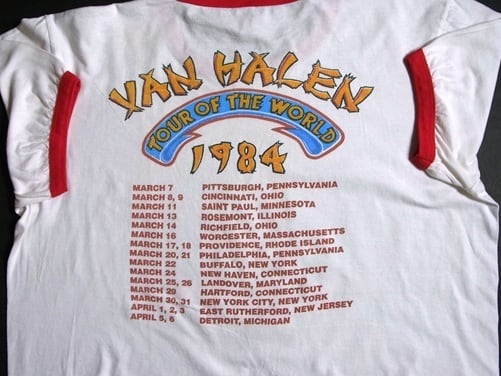 VAN HALEN
TOUR OF THE WORLD
1984
MARCH 7 PITTSBURGH, PENNSYLVANIA
MARCH 8, 9 CINCINNATI, OHIO
MARCH 11 SAINT PAUL, MINNESOTA
MARCH 13 ROSEMONT, ILLINOIS
MARCH 14 RICHFIELD, OHIO
MARCH 16 WORCESTER, MASSACHUSETTS
MARCH 17, 18 PROVIDENCE, RHODE ISLAND
MARCH 20, 21 PHILADELPHIA, PENNSYLVANIA
MARCH 22 BUFFALO, NEW YORK
MARCH 24 NEW HAVEN, CONNECTICUT
MARCH 25, 26 LANDOVER, MARYLAND
MARCH 29 HARTFORD, CONNECTICUT
MARCH 30, 31 NEW YORK CITY, NEW YORK
APRIL 1, 2, 3 EAST RUTHERFORD, NEW JERSEY
APRIL 5, 6 DETROIT, MICHIGAN